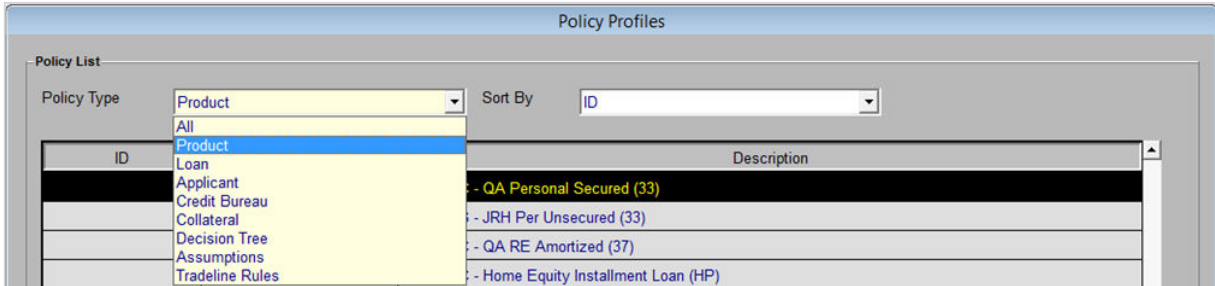 Policy Profiles
Policy List
Policy Type Product Sort By ID
All
Product
Loan
Applicant
Credit Bureau
Collateral
Decision Tree
Assumptions
Tradeline Rules
ID Description
- QA Personal Secured (33)
- JRH Per Unsecured (33)
- QA RE Amortized (37)
- Home Equity Installment Loan (HP)